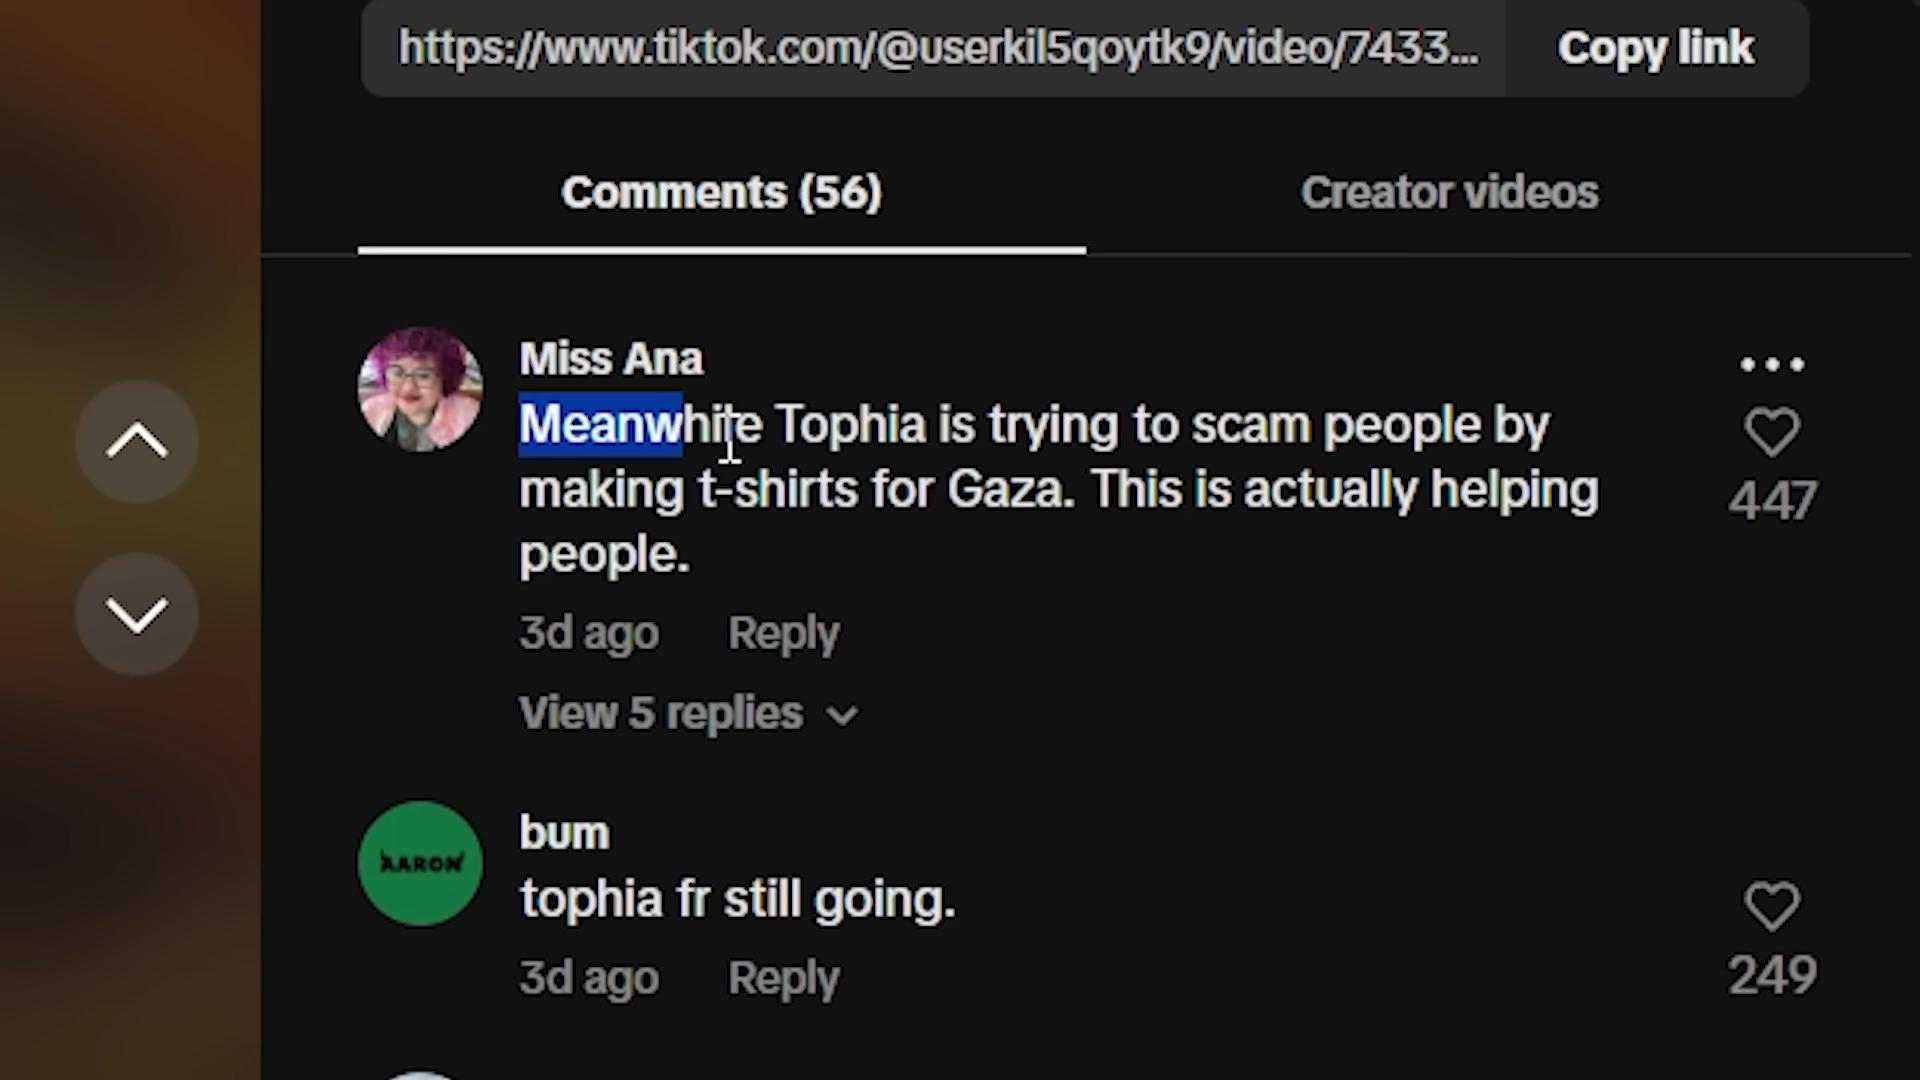 https://www.tiktok.com/@userkil5qoytk9/video/7433...
Copy link
Comments (56)
Creator videos
Miss Ana
Meanwhile Tophia is trying to scam people by
making t-shirts for Gaza. This is actually helping
people.
447
3d ago Reply
View 5 replies
AARON
bum
tophia fr still going.
249
3d ago Reply